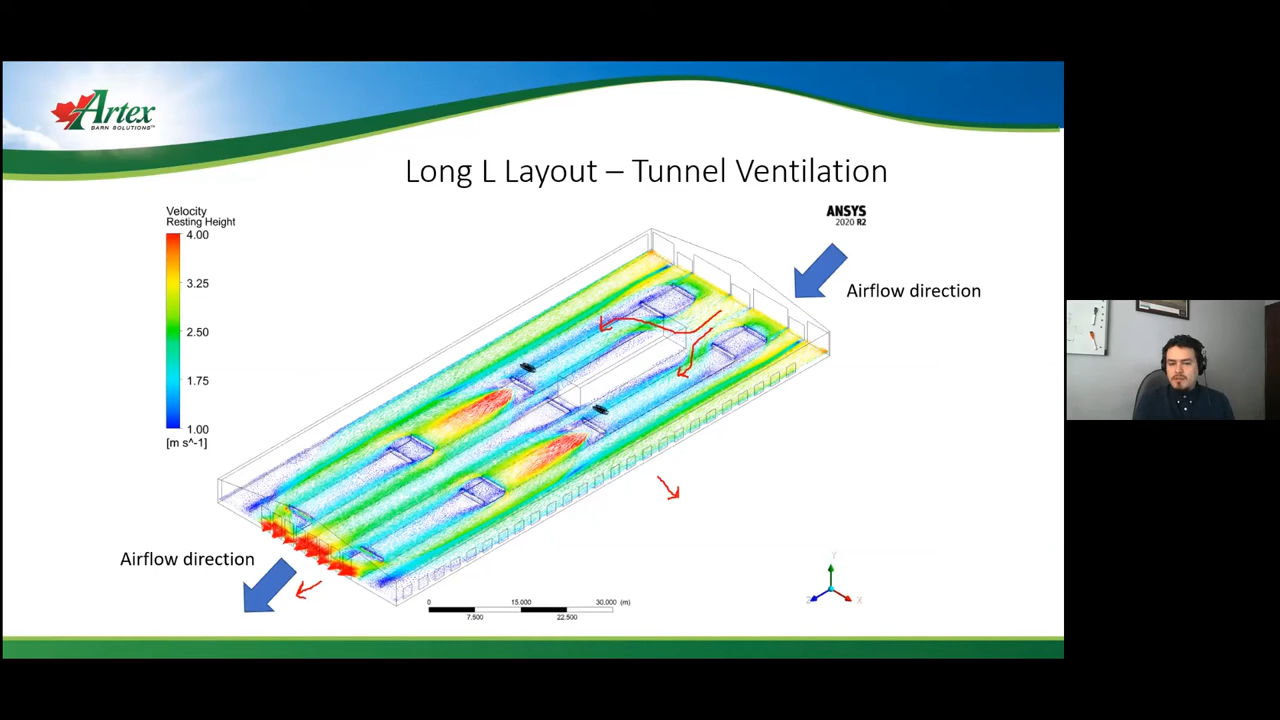 Artex
BARN SOLUTIONS™
Long L Layout – Tunnel Ventilation
Velocity
Resting Height
4.00
3.25
2.50
1.75
1.00
[m s^-1]
ANSYS
2020 R2
Airflow direction
Airflow direction
0
15.000
30.000 (m)
7.500
22.500
Y
Z
X